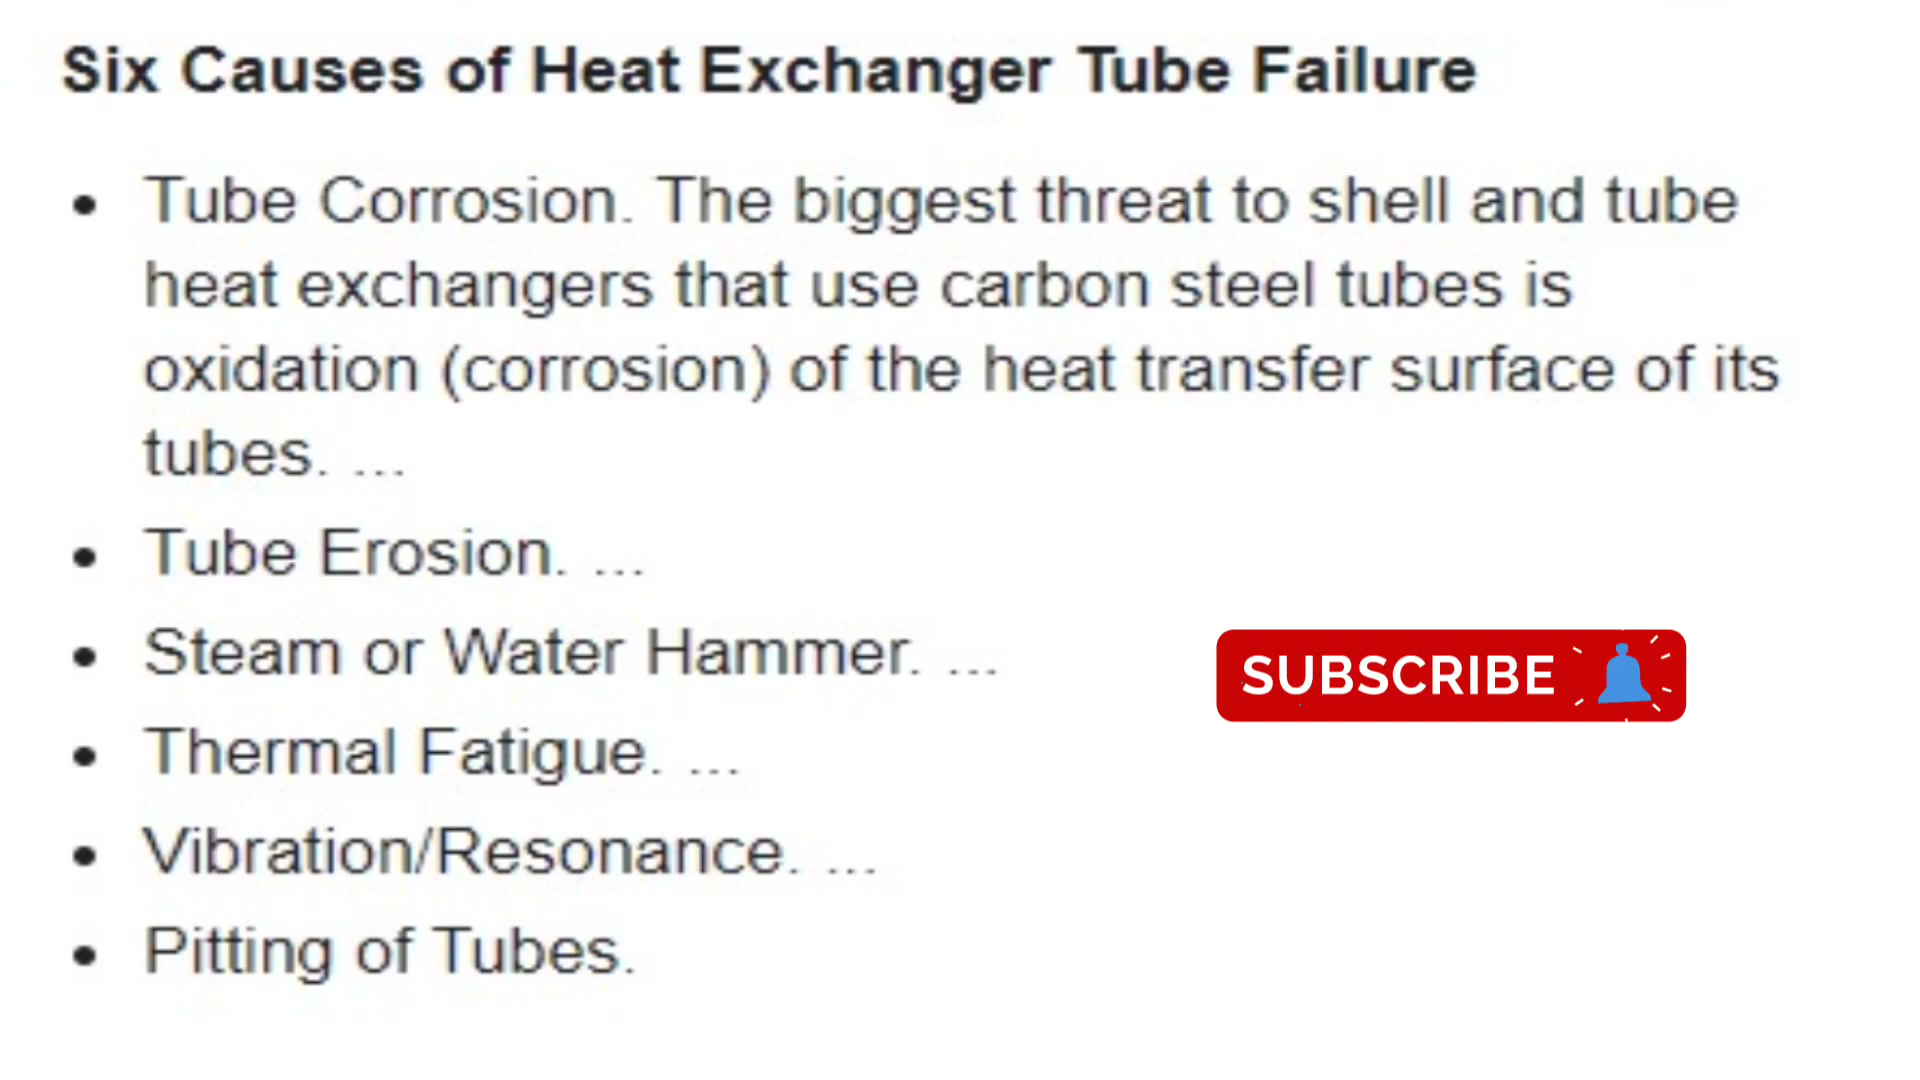 Six Causes of Heat Exchanger Tube Failure
• Tube Corrosion. The biggest threat to shell and tube
heat exchangers that use carbon steel tubes is
oxidation (corrosion) of the heat transfer surface of its
tubes. ...
• Tube Erosion. ...
• Steam or Water Hammer. ...
• Thermal Fatigue. ...
• Vibration/Resonance. ...
• Pitting of Tubes.
SUBSCRIBE